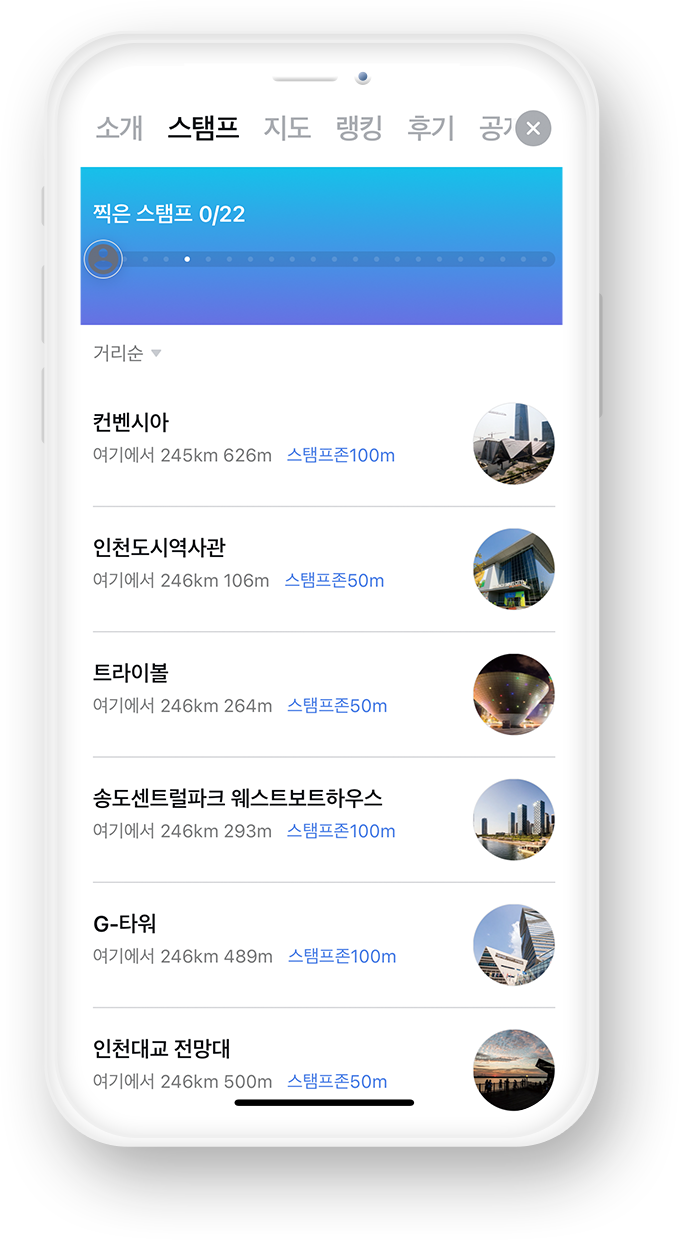 소개 스탬프 지도 랭킹 후기
찍은 스탬프 0/22
거리순
컨벤시아
여기에서 245km 626m 스탬프존100m
인천도시역사관
여기에서 246km 106m 스탬프존50m
트라이볼
여기에서 246km 264m 스탬프존50m
송도센트럴파크 웨스트보트하우스
여기에서 246km 293m 스탬프존100m
G-타워
여기에서 246km 489m 스탬프존100m
인천대교 전망대
여기에서 246km 500m 스탬프존50m